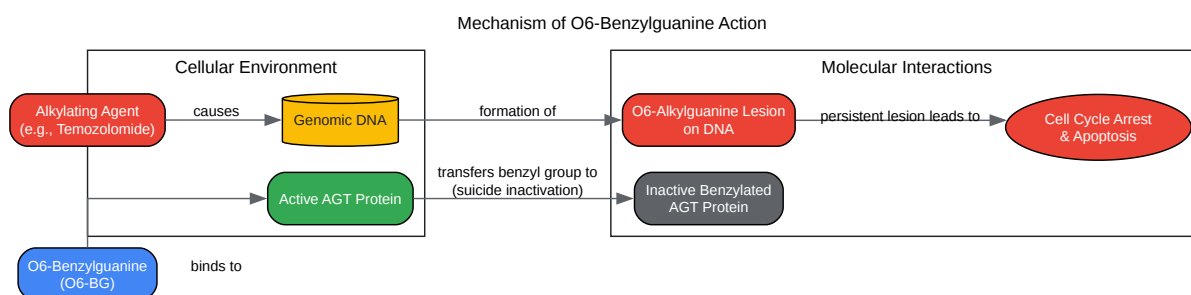 Mechanism of O6-Benzylguanine Action
Cellular Environment
Molecular Interactions
Alkylating Agent
(e.g., Temozolomide)
causes
Genomic DNA
formation of
O6-Alkylguanine Lesion
on DNA
persistent lesion leads to
Cell Cycle Arrest
& Apoptosis
Active AGT Protein
transfers benzyl group to
(suicide inactivation)
Inactive Benzylated
AGT Protein
O6-Benzylguanine
(O6-BG)
binds to